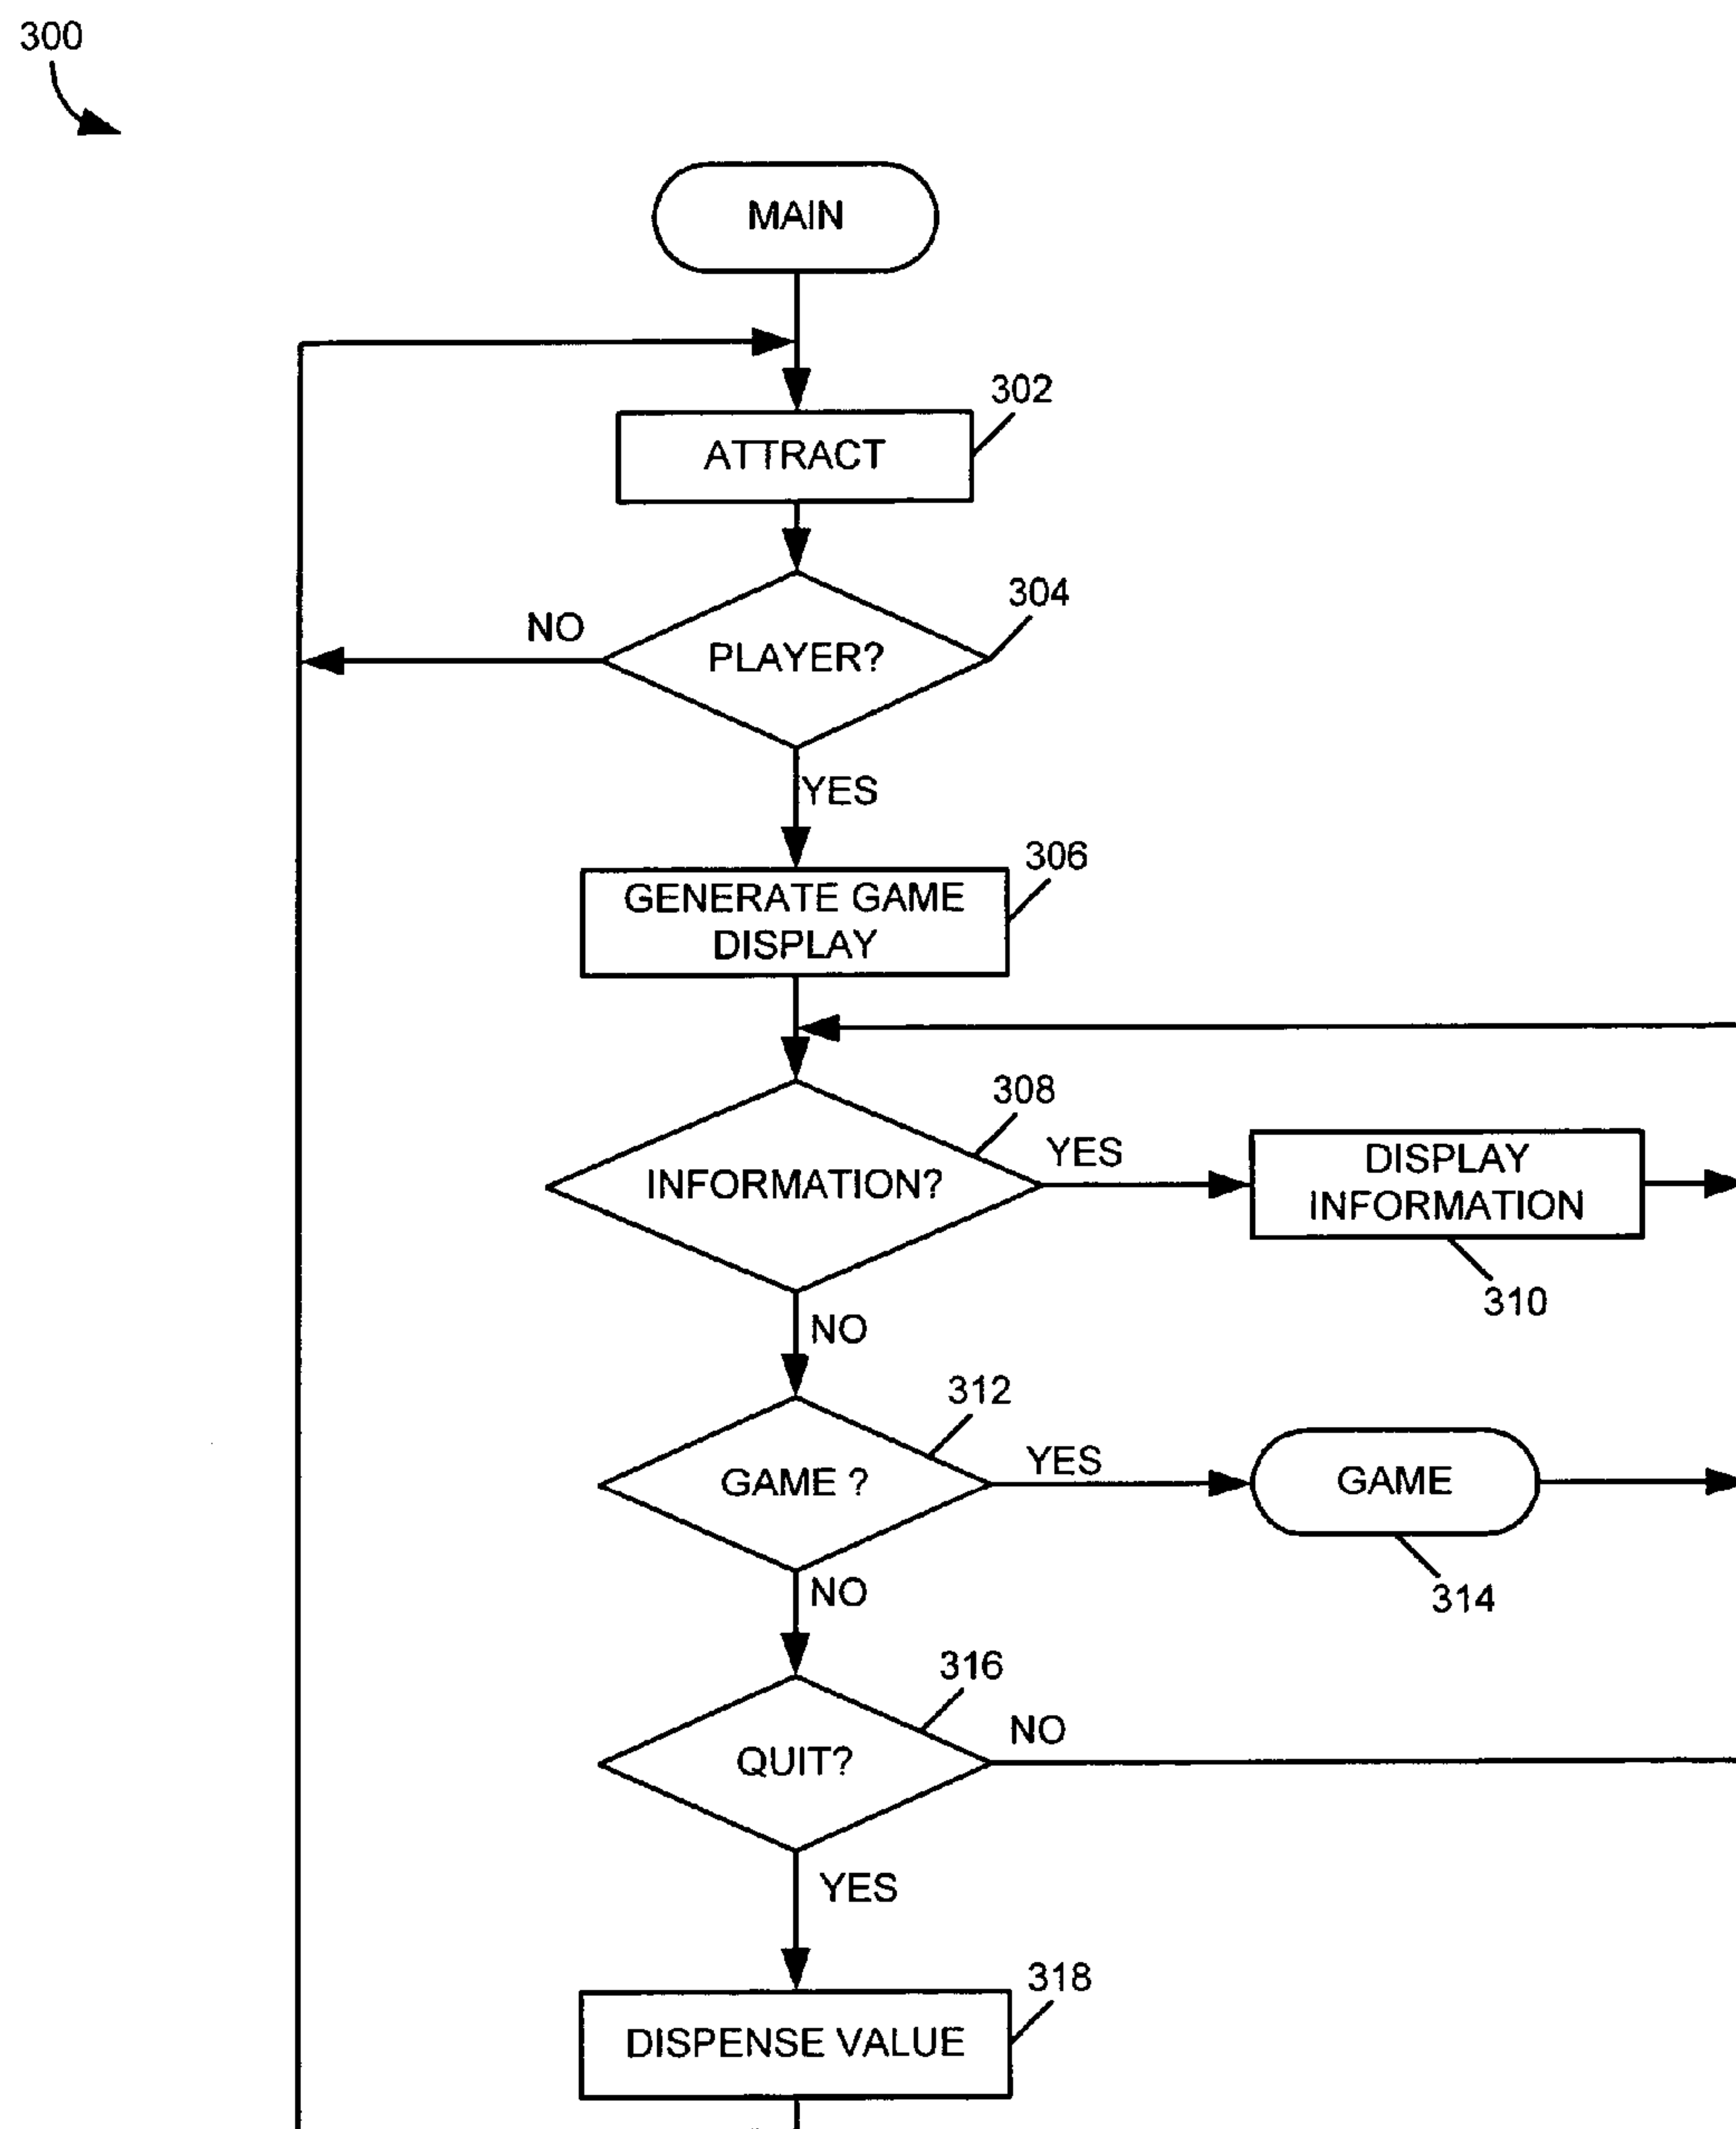 300
MAIN
302
ATTRACT
304
NO
PLAYER?
YES
306
GENERATE GAME
DISPLAY
308
YES
INFORMATION?
DISPLAY
INFORMATION
310
NO
312
YES
GAME ?
GAME
314
NO
316
NO
QUIT?
YES
318
DISPENSE VALUE